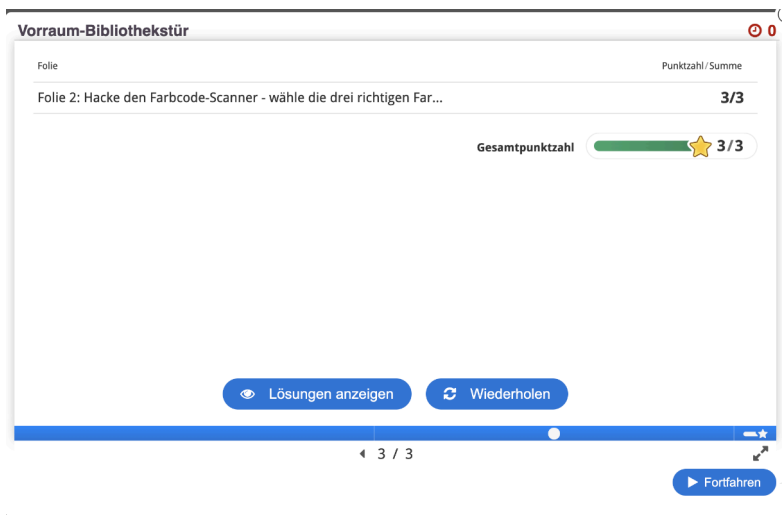 Vorraum-Bibliothekstür
0
Folie
Punktzahl/Summe
Folie 2: Hacke den Farbcode-Scanner - wähle die drei richtigen Far...
3/3
Gesamtpunktzahl
3/3
Lösungen anzeigen
Wiederholen
3 / 3
Fortfahren